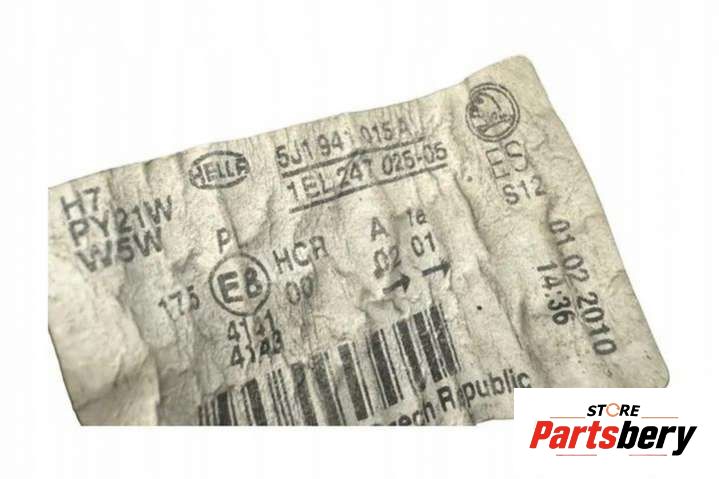 HELLA
5J1 941 015 A
1EL 247 025-05
H7
PY21W
W5W
P
175
E8
HCR
00
A
02
1a
01
4141
4143
ES
S12
01.02.2010
14:36
Czech Republic
STORE
Partsbery